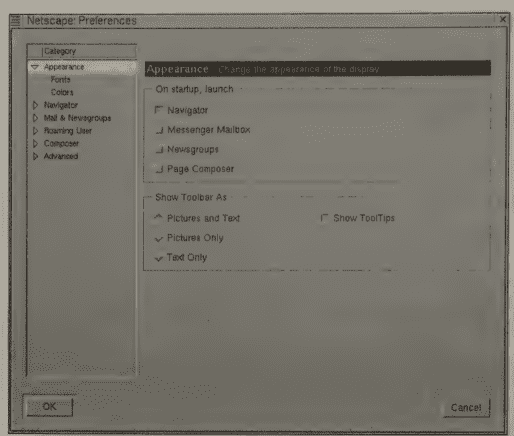 Netscape: Preferences
Category
Appearance
Fonts
Colors
Navigator
Mail & Newsgroups
Roaming User
Composer
Advanced
Appearance Change the appearance of the display
On startup, launch
Navigator
Messenger Mailbox
Newsgroups
Page Composer
Show Toolbar As
Pictures and Text
Show ToolTips
Pictures Only
Text Only
OK
Cancel